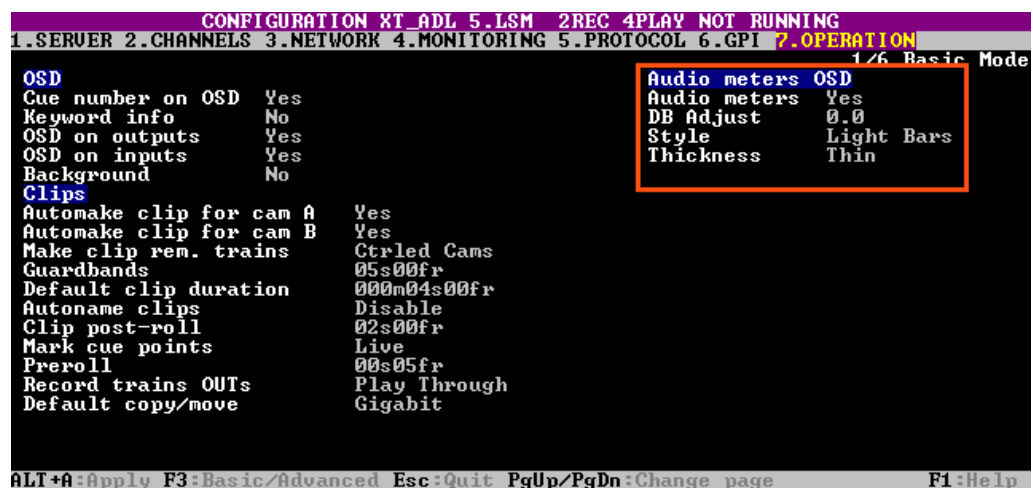 CONFIGURATION XT_ADL 5.LSM  2REC 4PLAY NOT RUNNING
1.SERVER 2.CHANNELS 3.NETWORK 4.MONITORING 5.PROTOCOL 6.GPI 7.OPERATION
1/6 Basic Mode
OSD
Cue number on OSD  Yes
Keyword info  No
OSD on outputs  Yes
OSD on inputs  Yes
Background  No
Clips
Automake clip for cam A  Yes
Automake clip for cam B  Yes
Make clip rem. trains  Ctrled Cams
Guardbands  05s00fr
Default clip duration  000m04s00fr
Autoname clips  Disable
Clip post-roll  02s00fr
Mark cue points  Live
Preroll  00s05fr
Record trains OUTs  Play Through
Default copy/move  Gigabit
Audio meters OSD
Audio meters  Yes
DB Adjust  0.0
Style  Light Bars
Thickness  Thin
ALT+A:Apply F3:Basic/Advanced Esc:Quit PgUp/PgDn:Change page  F1:Help